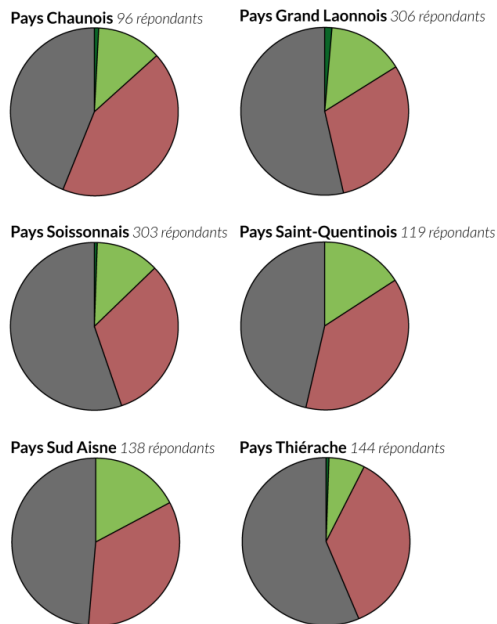 Pays Chaunois 96 répondants
Pays Grand Laonnois 306 répondants
Pays Soissonnais 303 répondants
Pays Saint-Quentinois 119 répondants
Pays Sud Aisne 138 répondants
Pays Thiérache 144 répondants